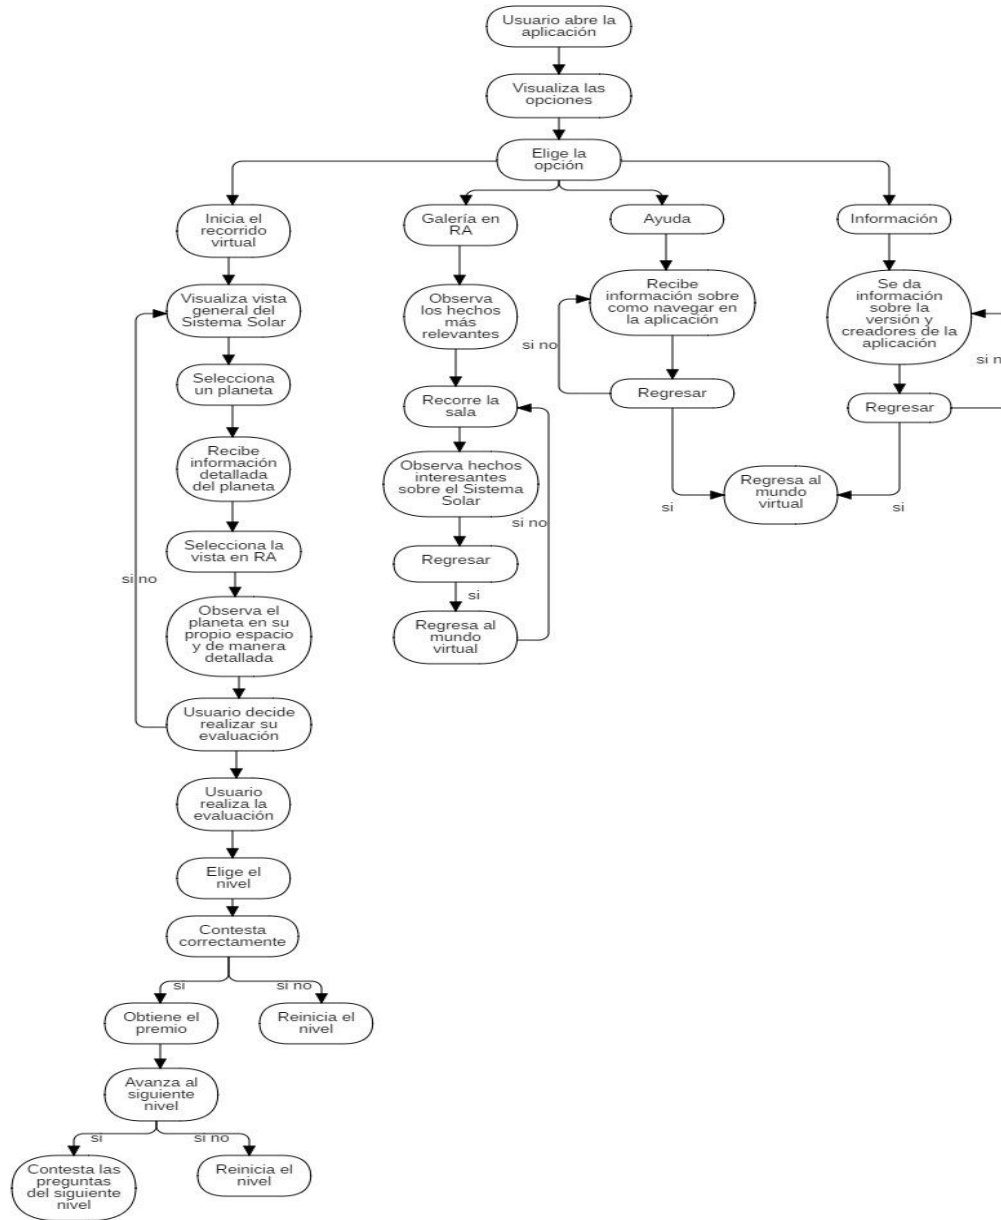 Usuario abre la
aplicación
Visualiza las
opciones
Elige la
opción
Inicia el
recorrido
virtual
Galería en
RA
Ayuda
Información
Visualiza vista
general del
Sistema Solar
Observa
los hechos
más
relevantes
Recibe
información sobre
como navegar en
la aplicación
Se da
información
sobre la
versión y
creadores de la
aplicación
si no
si n
Selecciona
un planeta
Recorre la
sala
Regresar
Regresar
Recibe
información
detallada
del planeta
Observa hechos
interesantes
sobre el Sistema
Solar
Regresa al
mundo
virtual
si
si
si no
Selecciona la
vista en RA
Regresar
si no
si
Observa el
planeta en su
propio espacio
y de manera
detallada
Regresa al
mundo
virtual
Usuario decide
realizar su
evaluación
Usuario
realiza la
evaluación
Elige el
nivel
Contesta
correctamente
si
si no
Obtiene el
premio
Reinicia el
nivel
Avanza al
siguiente
nivel
si
si no
Contesta las
preguntas
del siguiente
nivel
Reinicia el
nivel